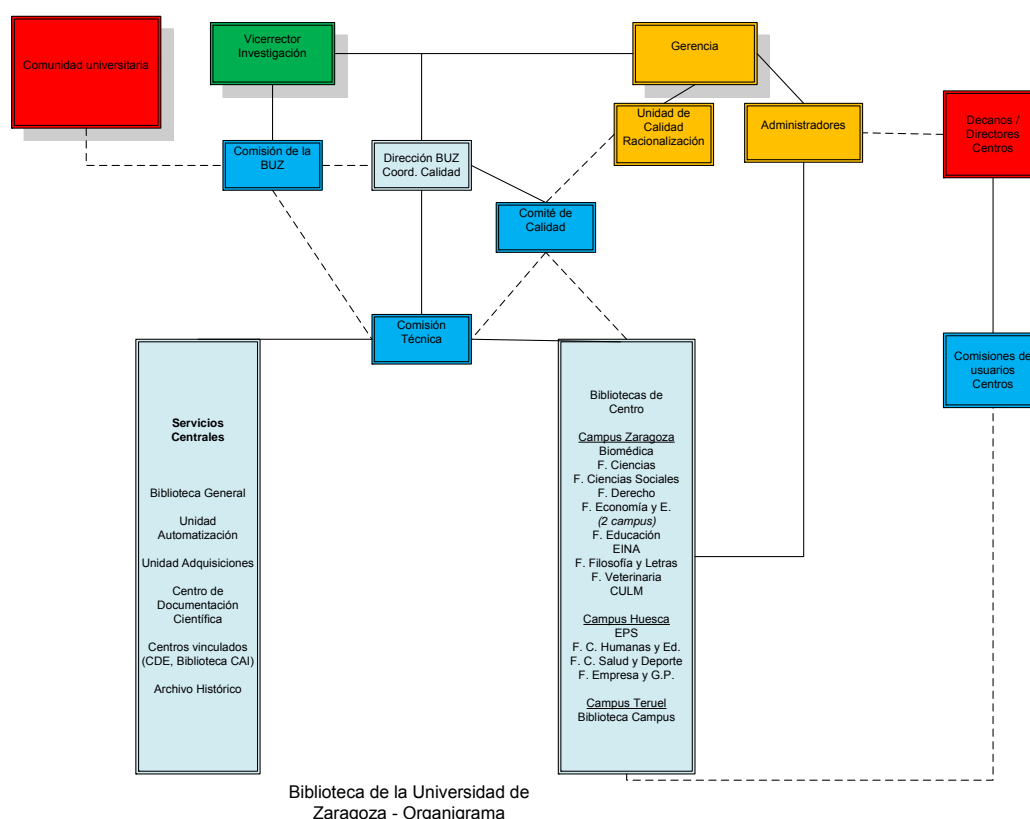 Comunidad universitaria
Vicerrector
Investigación
Gerencia
Unidad de
Calidad
Racionalización
Administradores
Decanos /
Directores
Centros
Comisión de la
BUZ
Dirección BUZ
Coord. Calidad
Comité de
Calidad
Comisión
Técnica
Comisiones de
usuarios
Centros
Servicios
Centrales
Biblioteca General
Unidad
Automatización
Unidad Adquisiciones
Centro de
Documentación
Científica
Centros vinculados
(CDE, Biblioteca CAI)
Archivo Histórico
Bibliotecas de
Centro
Campus Zaragoza
Biomédica
F. Ciencias
F. Ciencias Sociales
F. Derecho
F. Economía y E.
(2 campus)
F. Educación
EINA
F. Filosofía y Letras
F. Veterinaria
CULM
Campus Huesca
EPS
F. C. Humanas y Ed.
F. C. Salud y Deporte
F. Empresa y G.P.
Campus Teruel
Biblioteca Campus
Biblioteca de la Universidad de
Zaragoza - Organigrama